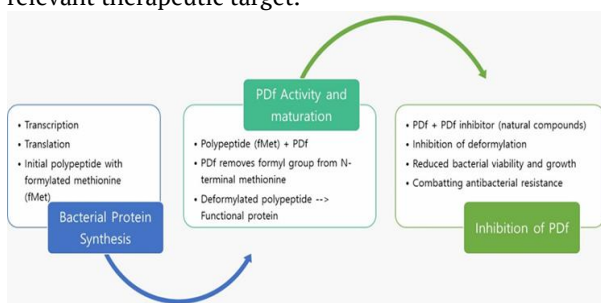 relevant therapeutic target.
• Transcription
• Translation
• Initial polypeptide with
formylated methionine
(fMet)
Bacterial Protein
Synthesis
PDf Activity and
maturation
• Polypeptide (fMet) + PDf
• PDf removes formyl group from N-
terminal methionine
• Deformylated polypeptide -->
Functional protein
• PDf + PDf inhibitor (natural compounds)
• Inhibition of deformylation
• Reduced bacterial viability and growth
• Combatting antibacterial resistance
Inhibition of PDf